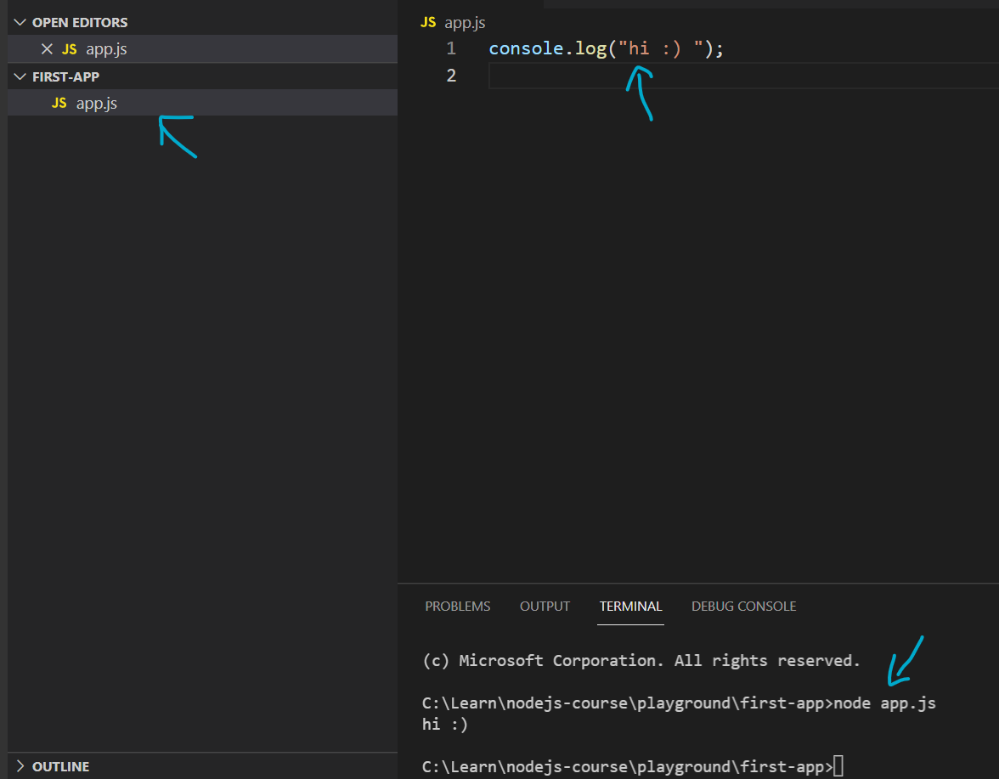 OPEN EDITORS
JS app.js
FIRST-APP
JS app.js
OUTLINE
JS app.js
1 console.log("hi :) ");
2
PROBLEMS OUTPUT TERMINAL DEBUG CONSOLE
(c) Microsoft Corporation. All rights reserved.
C:\Learn\nodejs-course\playground\first-app>node app.js
hi :)
C:\Learn\nodejs-course\playground\first-app>